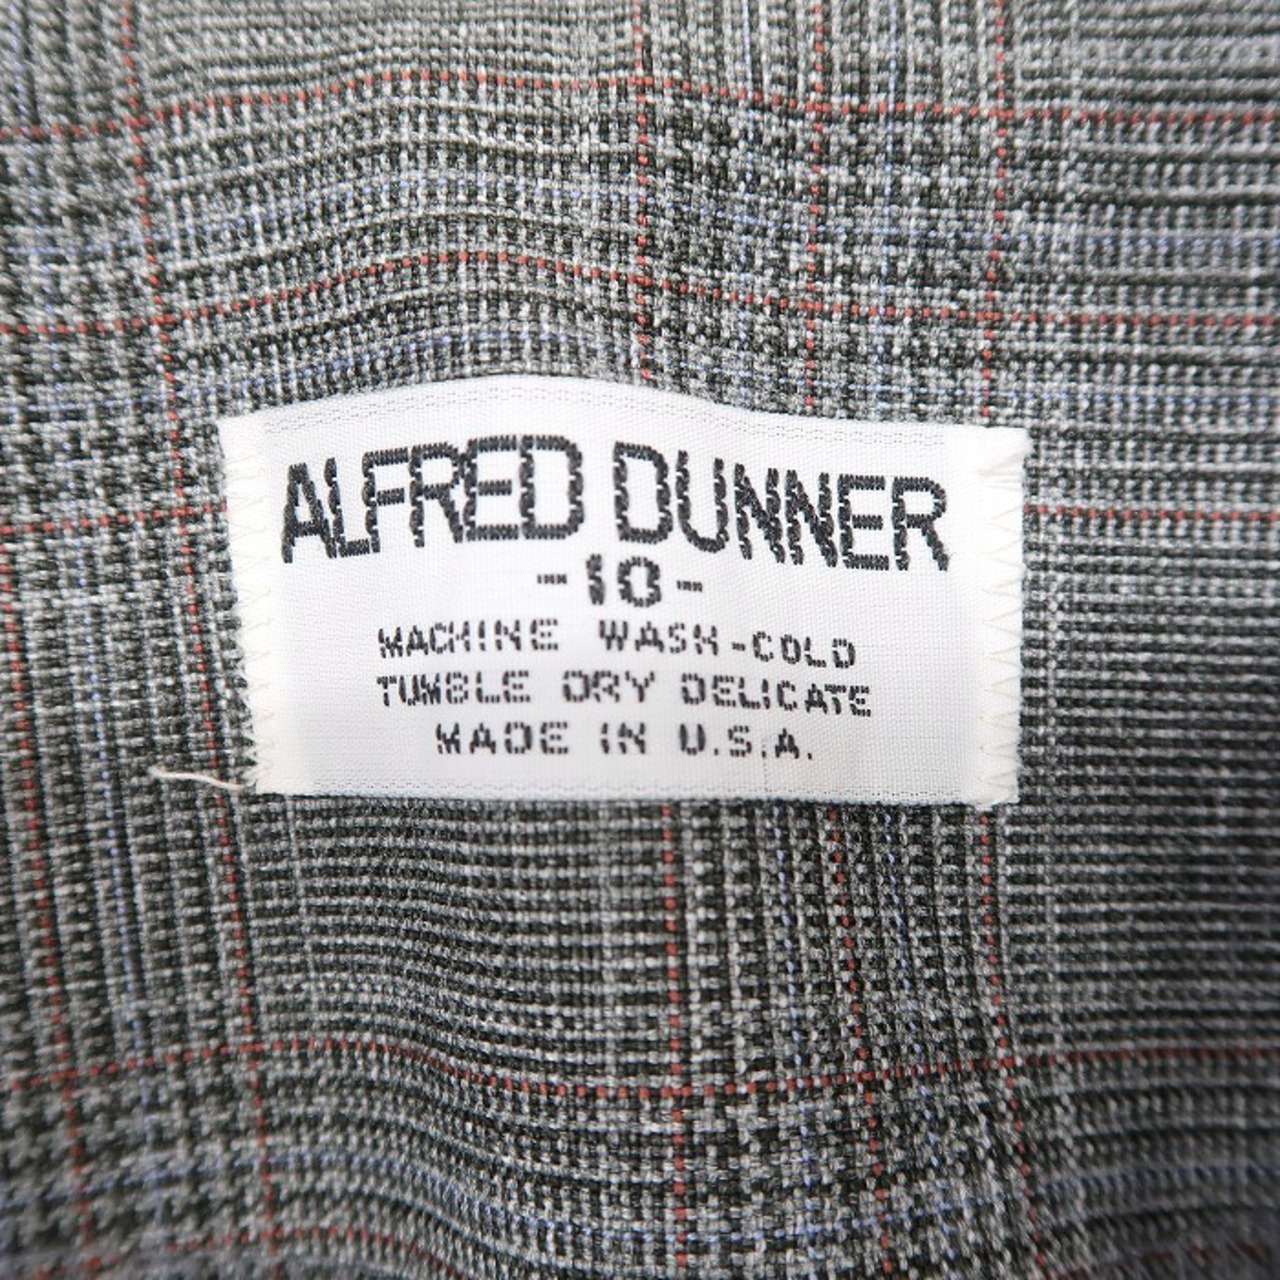 ALFRED DUNNER
-10-
MACHINE WASH-COLD
TUMBLE DRY DELICATE
MADE IN U.S.A.